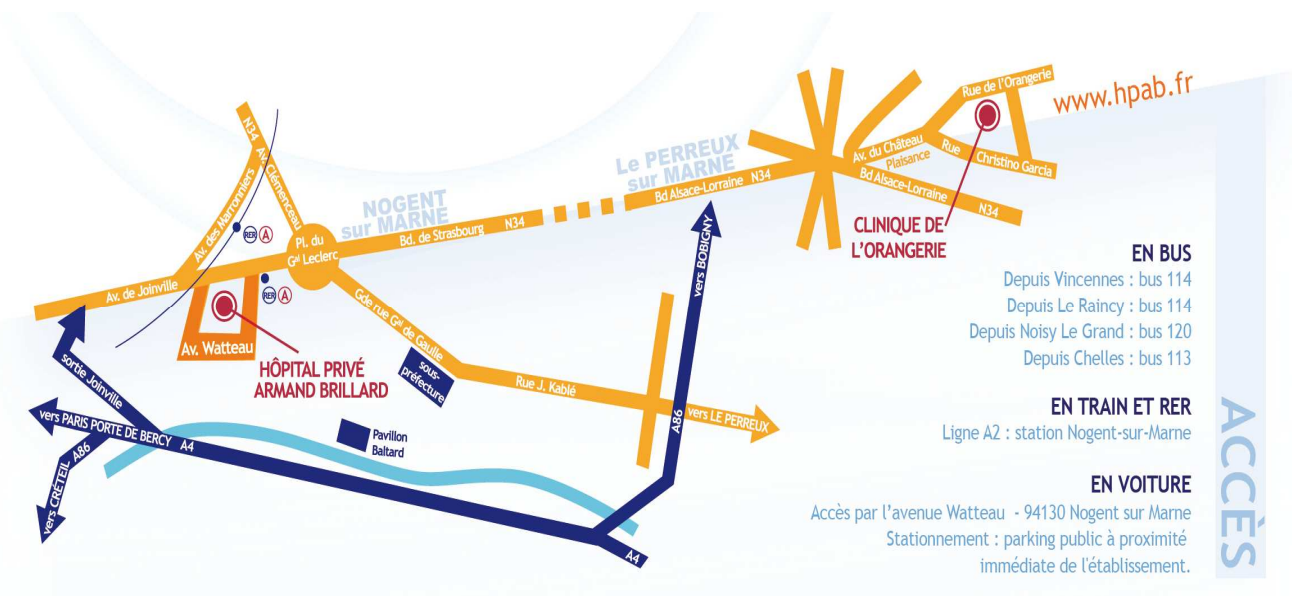 www.hpab.fr
Rue de l'Orangerie
Av. du Château
Plaisance
Rue Christino Garcia
Bd Alsace-Lorraine N34
Le PERREUX
sur MARNE
Bd Alsace-Lorraine N34
NOGENT
sur MARNE
Bd. de Strasbourg N34
N34
Av. Clémenceau
Av. des Marronniers
RER A
Pl. du
Gal Leclerc
RER A
Av. de Joinville
Av. Watteau
HÔPITAL PRIVÉ
ARMAND BRILLARD
CLINIQUE DE
L'ORANGERIE
Gde rue Gal de Gaulle
sous-
préfecture
Rue J. Kablé
vers LE PERREUX
vers BOBIGNY
A86
sortie Joinville
vers PARIS PORTE DE BERCY A4
vers CRÉTEIL A86
Pavillon
Baltard
A4
EN BUS
Depuis Vincennes : bus 114
Depuis Le Raincy : bus 114
Depuis Noisy Le Grand : bus 120
Depuis Chelles : bus 113
EN TRAIN ET RER
Ligne A2 : station Nogent-sur-Marne
EN VOITURE
Accès par l'avenue Watteau - 94130 Nogent sur Marne
Stationnement : parking public à proximité
immédiate de l'établissement.
ACCÈS